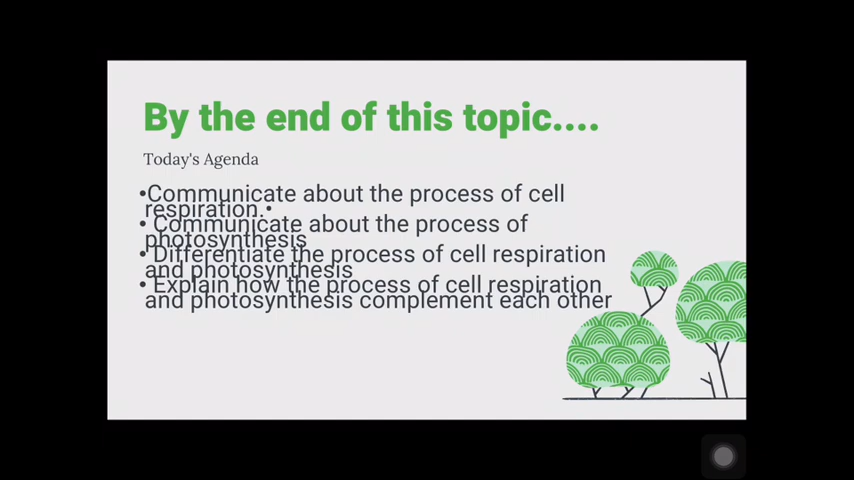 By the end of this topic....
Today's Agenda
•Communicate about the process of cell
respiration.•
• Communicate about the process of
photosynthesis
• Differentiate the process of cell respiration
and photosynthesis
• Explain how the process of cell respiration
and photosynthesis complement each other